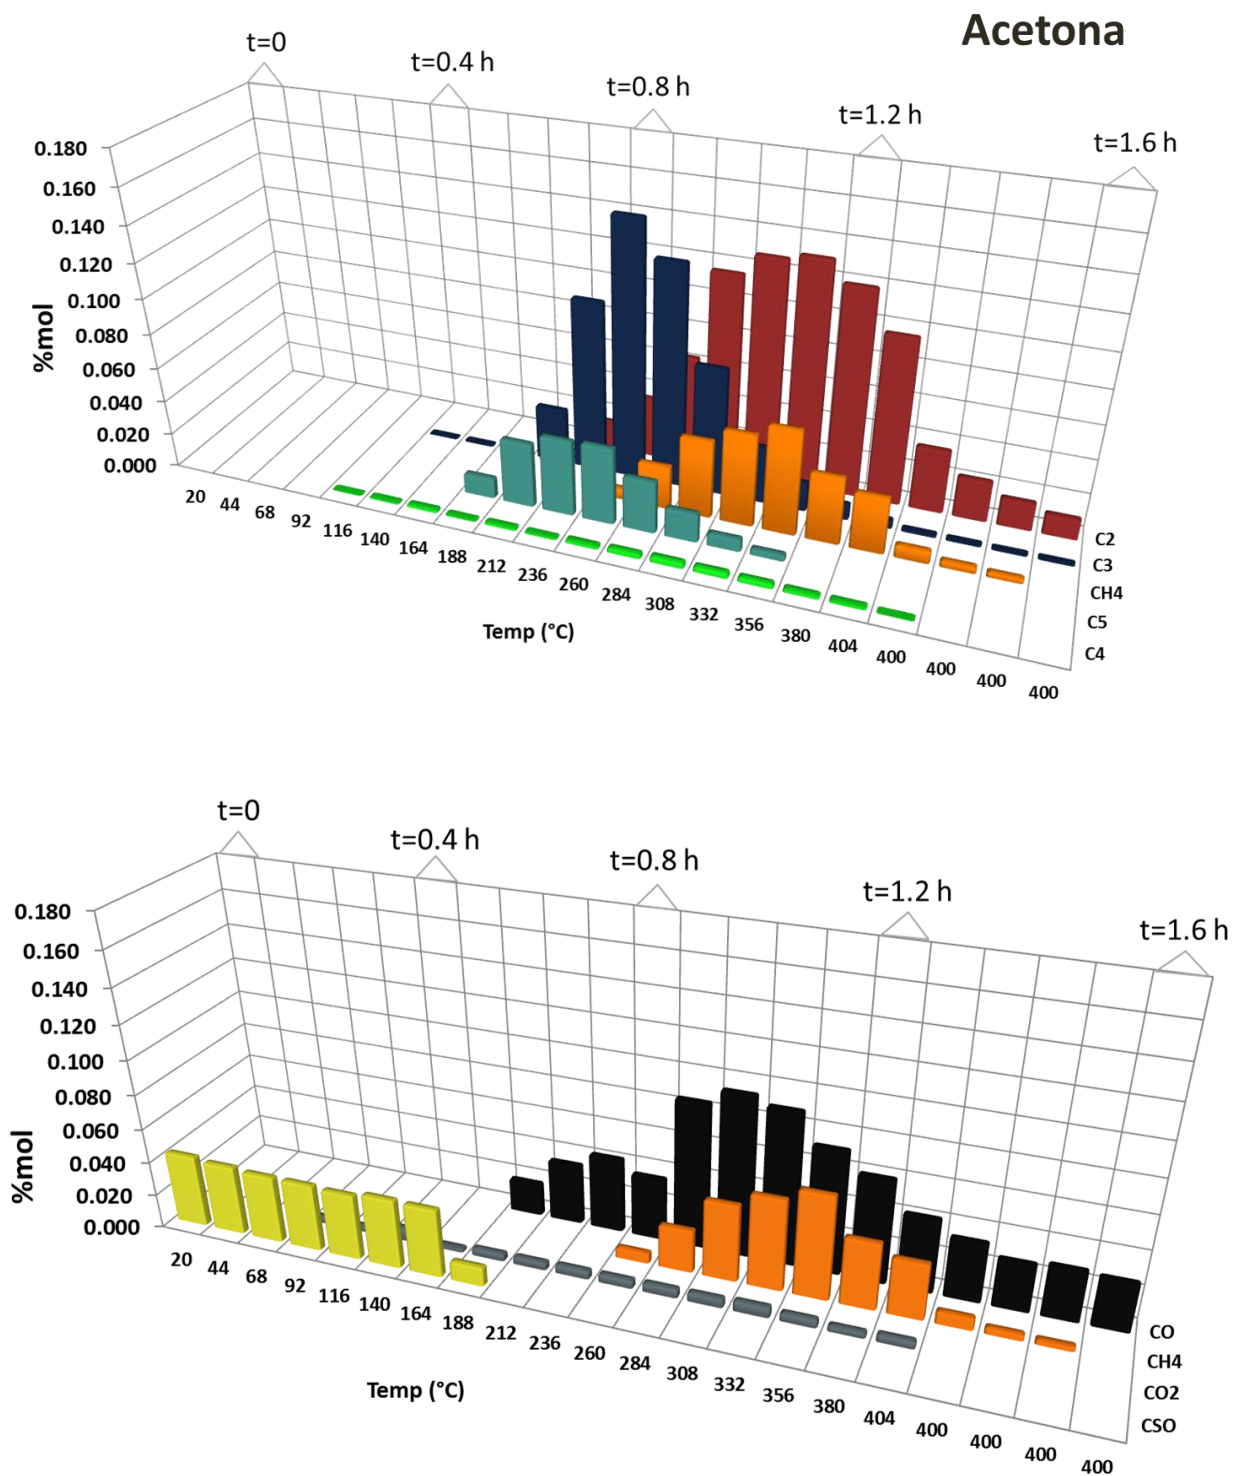 Acetona
t=0
t=0.4 h
t=0.8 h
t=1.2 h
t=1.6 h
0.180
0.160
0.140
0.120
0.100
0.080
0.060
0.040
0.020
0.000
%mol
20
44
68
92
116
140
164
188
212
236
260
284
308
332
356
380
404
400
400
400
400
Temp (°C)
C2
C3
CH4
C5
C4
t=0
t=0.4 h
t=0.8 h
t=1.2 h
t=1.6 h
0.180
0.160
0.140
0.120
0.100
0.080
0.060
0.040
0.020
0.000
%mol
20
44
68
92
116
140
164
188
212
236
260
284
308
332
356
380
404
400
400
400
400
Temp (°C)
CO
CH4
CO2
CSO